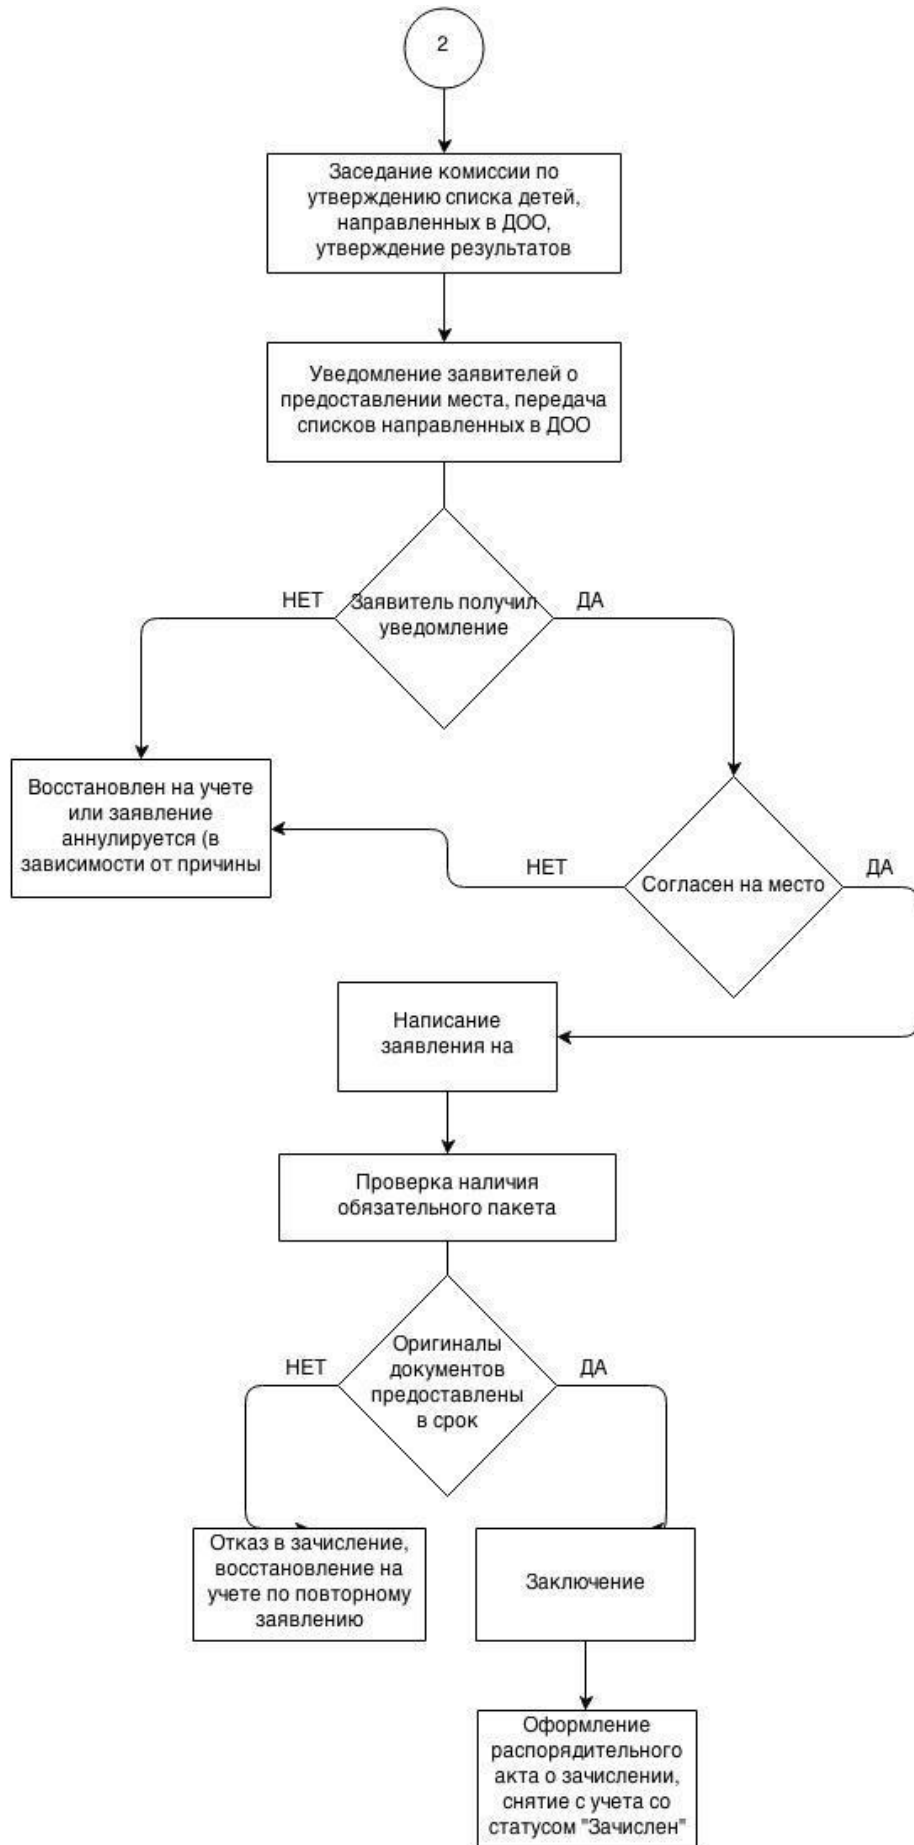 2
Заседание комиссии по
утверждению списка детей,
направленных в ДОО,
утверждение результатов
Уведомление заявителей о
предоставлении места, передача
списков направленных в ДОО
НЕТ
Заявитель получил
уведомление
ДА
Восстановлен на учете
или заявление
аннулируется (в
зависимости от причины
НЕТ
Согласен на место
ДА
Написание
заявления на
Проверка наличия
обязательного пакета
НЕТ
Оригиналы
документов
предоставлены
в срок
ДА
Отказ в зачисление,
восстановление на
учете по повторному
заявлению
Заключение
Оформление
распорядительного
акта о зачислении,
снятие с учета со
статусом "Зачислен"